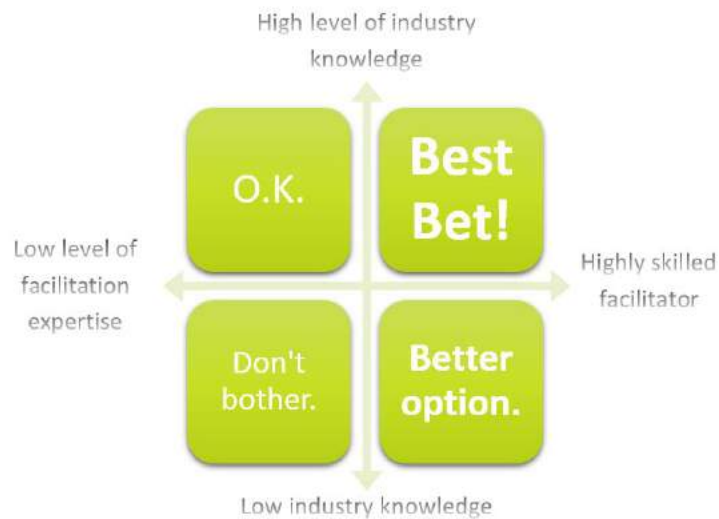 High level of industry
knowledge
O.K.
Best
Bet!
Low level of
facilitation
expertise
Highly skilled
facilitator
Don't
bother.
Better
option.
Low industry knowledge